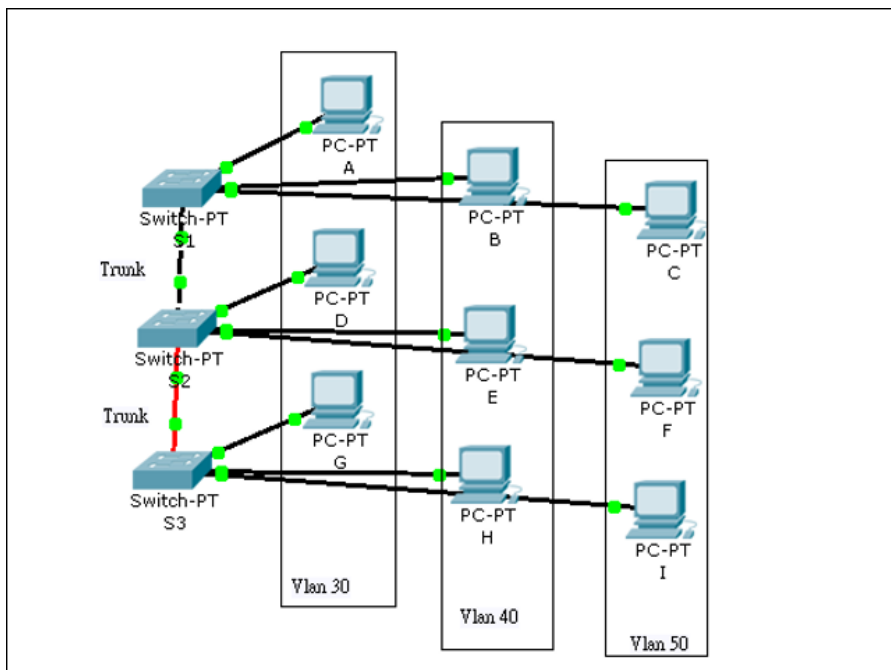 PC-PT
A
Switch-PT
S1
PC-PT
B
PC-PT
C
Trunk
PC-PT
D
Switch-PT
S2
PC-PT
E
PC-PT
F
Trunk
PC-PT
G
Switch-PT
S3
PC-PT
H
PC-PT
I
Vlan 30
Vlan 40
Vlan 50